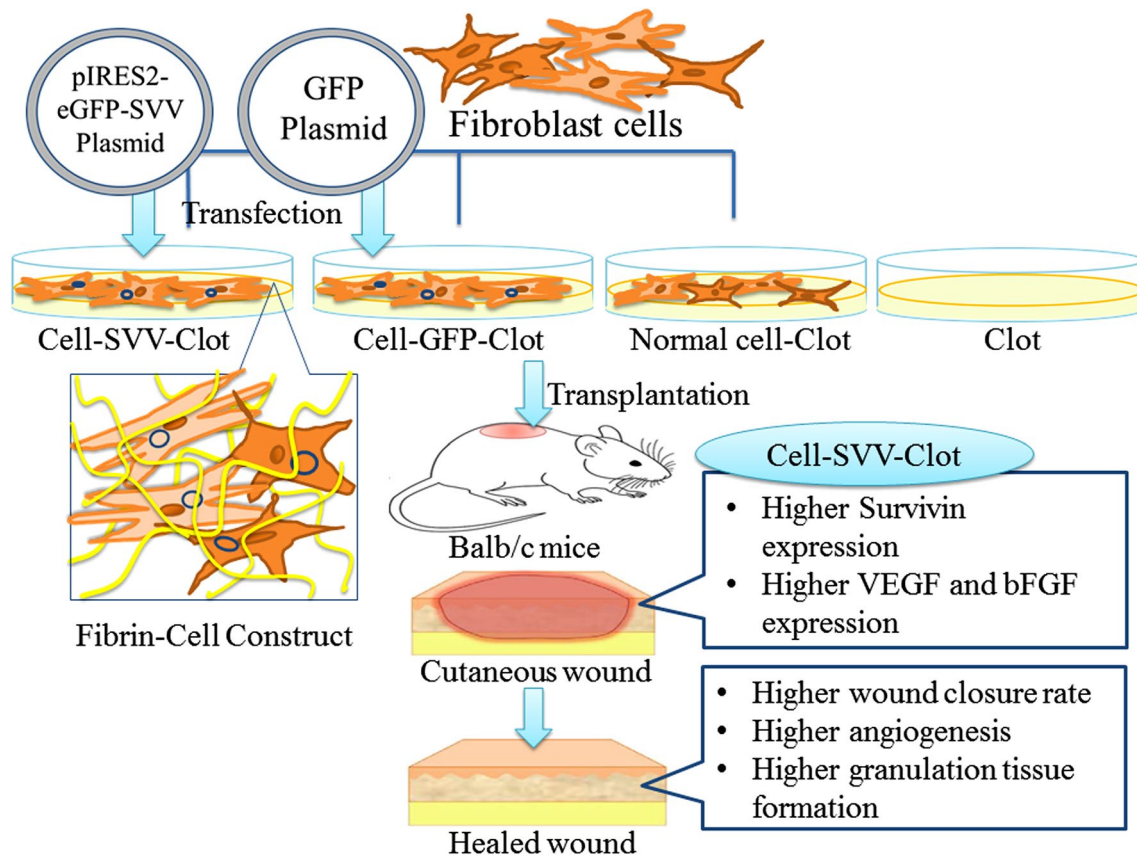 pIRES2-
eGFP-SVV
Plasmid
GFP
Plasmid
Fibroblast cells
Transfection
Cell-SVV-Clot
Cell-GFP-Clot
Normal cell-Clot
Clot
Transplantation
Fibrin-Cell Construct
Balb/c mice
Cell-SVV-Clot
• Higher Survivin
expression
• Higher VEGF and bFGF
expression
Cutaneous wound
• Higher wound closure rate
• Higher angiogenesis
• Higher granulation tissue
formation
Healed wound